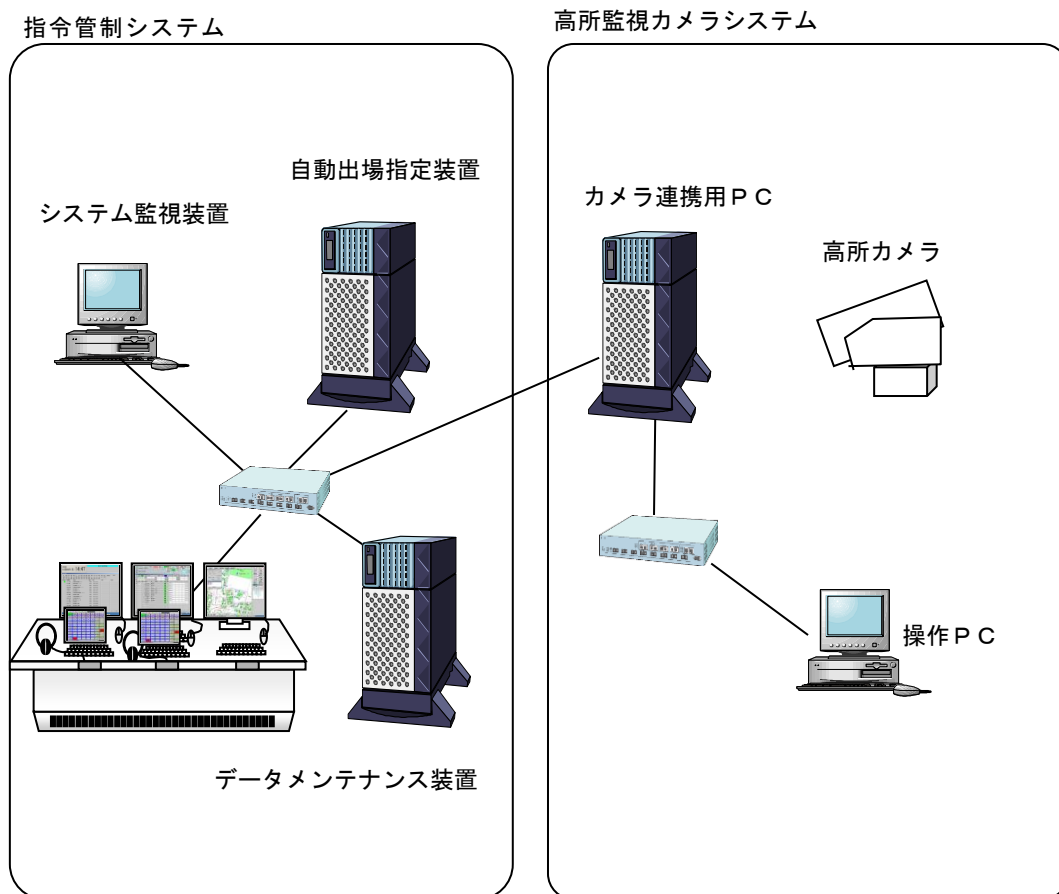 指令管制システム
高所監視カメラシステム
自動出場指定装置
システム監視装置
カメラ連携用ＰＣ
高所カメラ
操作ＰＣ
データメンテナンス装置